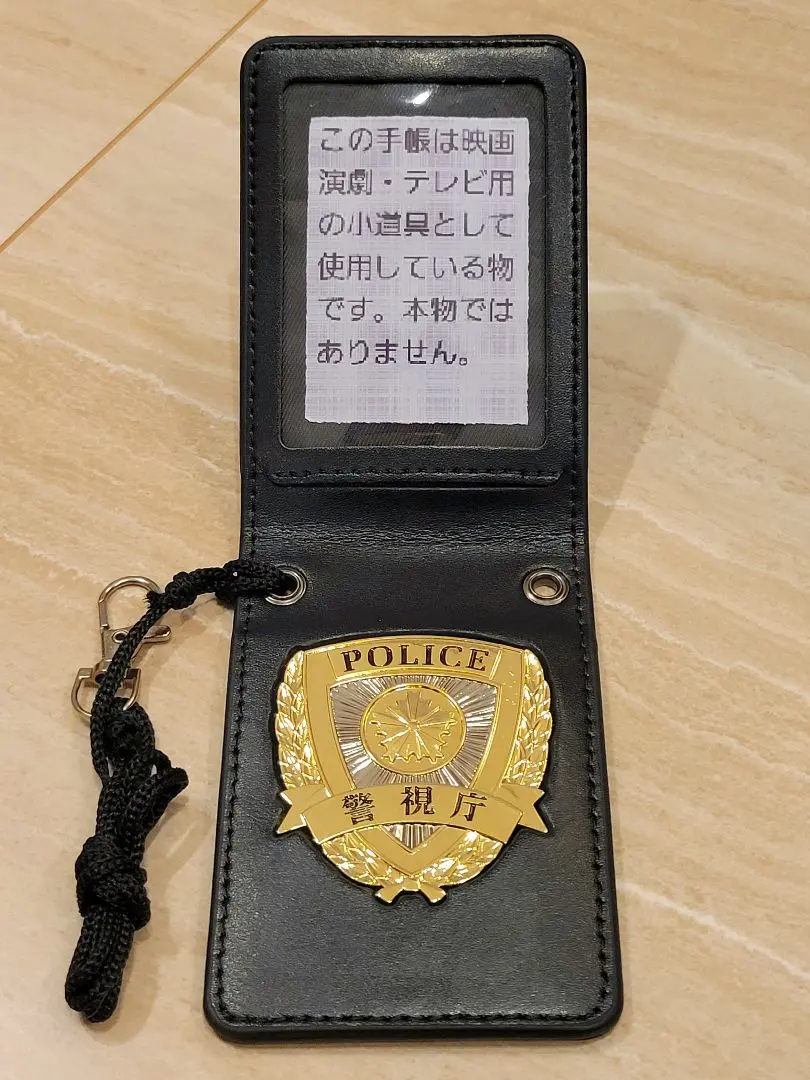 この手帳は映画
演劇・テレビ用
の小道具として
使用している物
です。本物では
ありません。
POLICE
警視庁